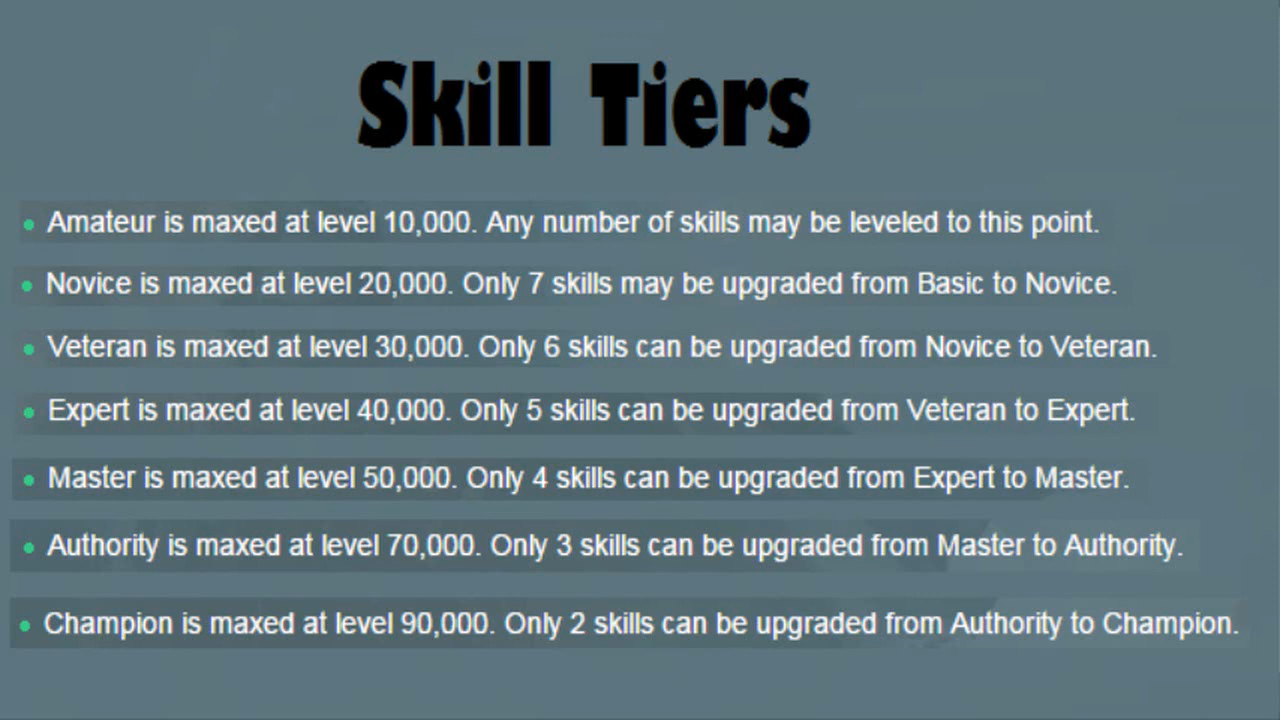 Skill Tiers
Amateur is maxed at level 10,000. Any number of skills may be leveled to this point.
Novice is maxed at level 20,000. Only 7 skills may be upgraded from Basic to Novice.
Veteran is maxed at level 30,000. Only 6 skills can be upgraded from Novice to Veteran.
Expert is maxed at level 40,000. Only 5 skills can be upgraded from Veteran to Expert.
Master is maxed at level 50,000. Only 4 skills can be upgraded from Expert to Master.
Authority is maxed at level 70,000. Only 3 skills can be upgraded from Master to Authority.
Champion is maxed at level 90,000. Only 2 skills can be upgraded from Authority to Champion.